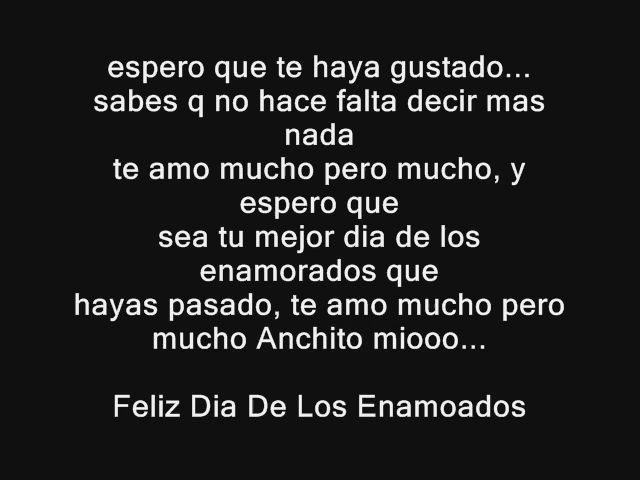 espero que te haya gustado...
sabes q no hace falta decir mas
nada
te amo mucho pero mucho, y
espero que
sea tu mejor dia de los
enamorados que
hayas pasado, te amo mucho pero
mucho Anchito miooo...
Feliz Dia De Los Enamoados